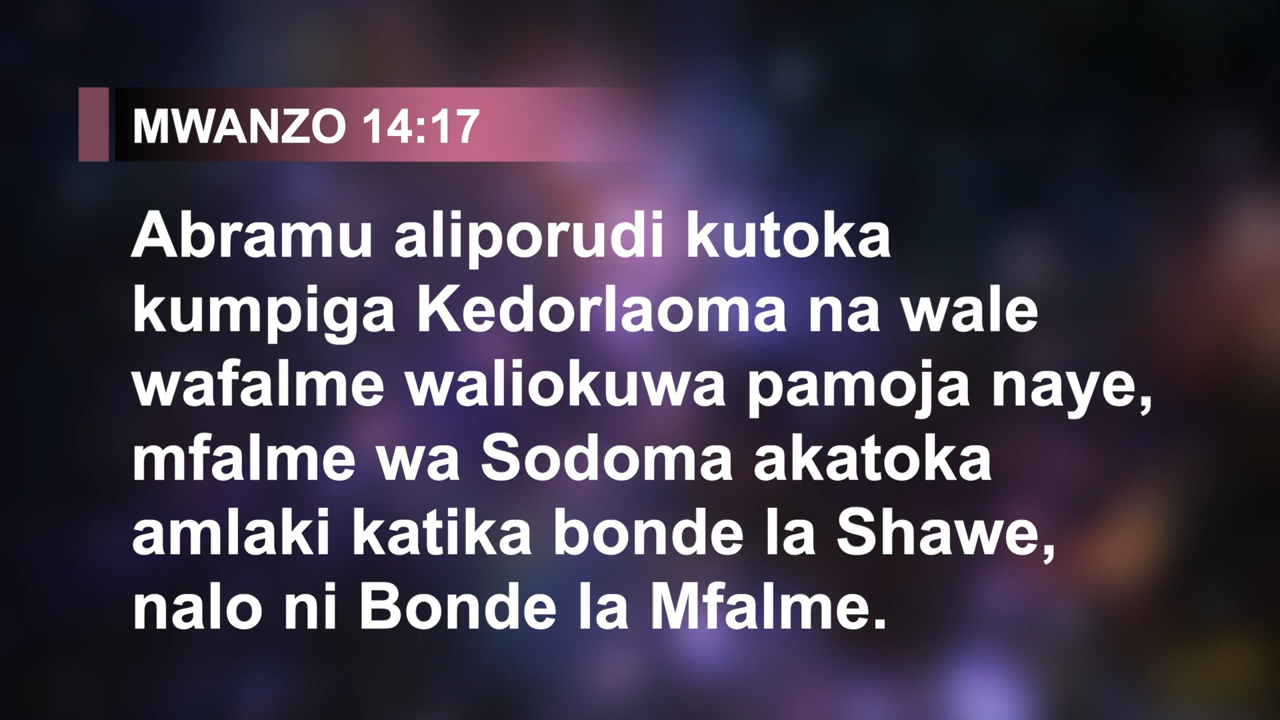 MWANZO 14:17
Abramu aliporudi kutoka
kumpiga Kedorlaoma na wale
wafalme waliokuwa pamoja naye,
mfalme wa Sodoma akatoka
amlaki katika bonde la Shawe,
nalo ni Bonde la Mfalme.